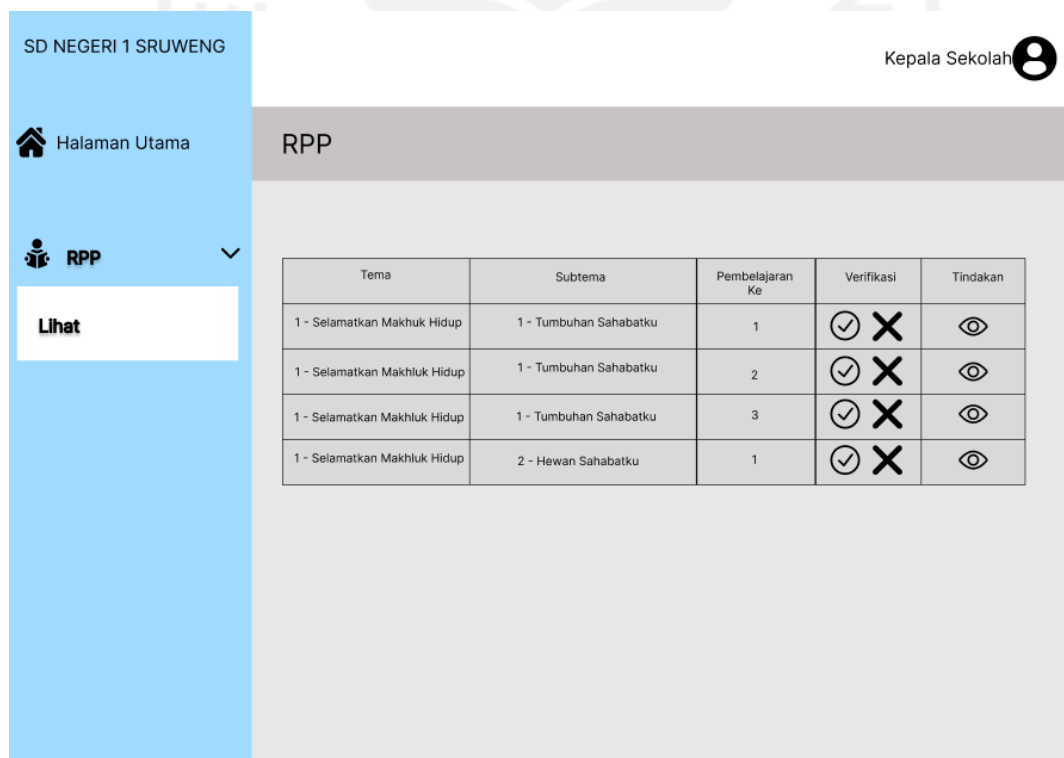 SD NEGERI 1 SRUWENG
Kepala Sekolah
Halaman Utama
RPP
RPP
Lihat
Tema Subtema Pembelajaran Ke Verifikasi Tindakan
1 - Selamatkan Makhuk Hidup 1 - Tumbuhan Sahabatku 1
1 - Selamatkan Makhluk Hidup 1 - Tumbuhan Sahabatku 2
1 - Selamatkan Makhluk Hidup 1 - Tumbuhan Sahabatku 3
1 - Selamatkan Makhluk Hidup 2 - Hewan Sahabatku 1